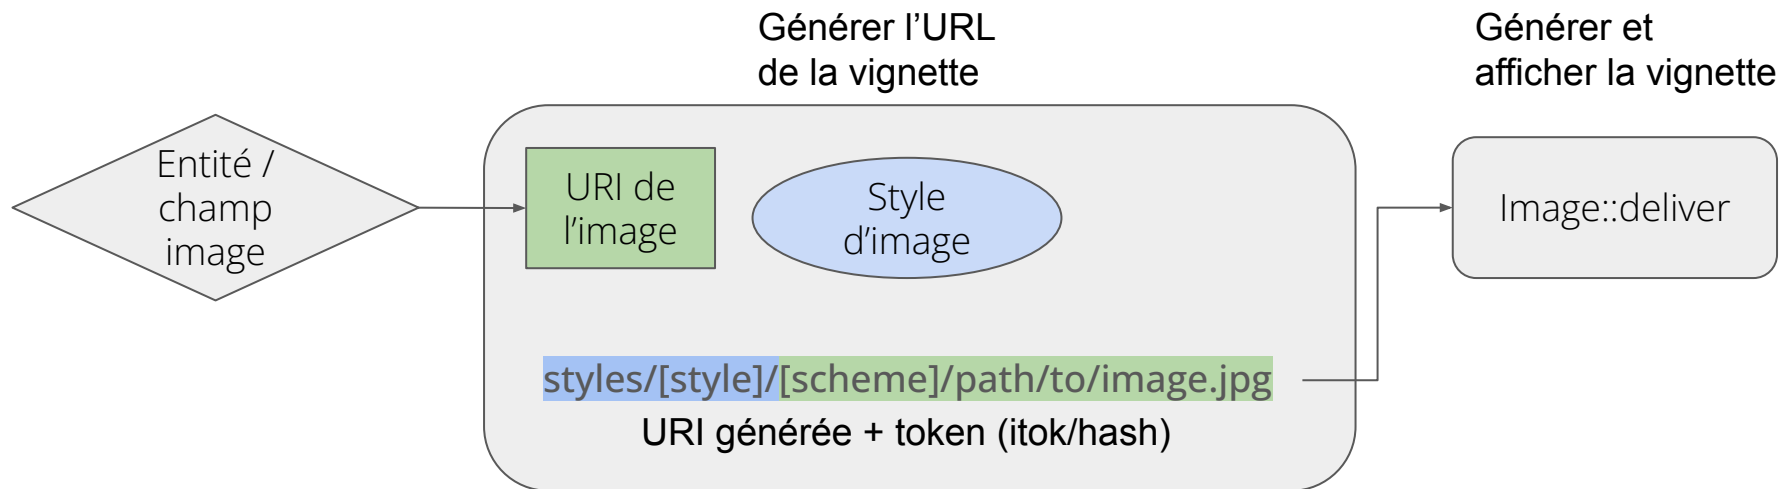 Générer l'URL
de la vignette
Générer et
afficher la vignette
Entité /
champ
image
URI de
l'image
Style
d'image
Image::deliver
styles/[style]/[scheme]/path/to/image.jpg
URI générée + token (itok/hash)